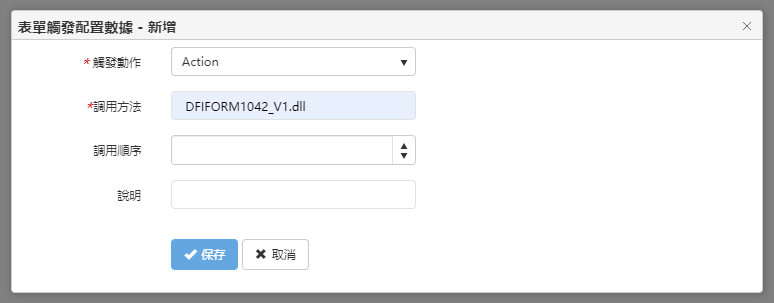 表單觸發配置數據 - 新增
* 觸發動作 Action
*調用方法 DFIFORM1042_V1.dll
調用順序
說明
保存 取消